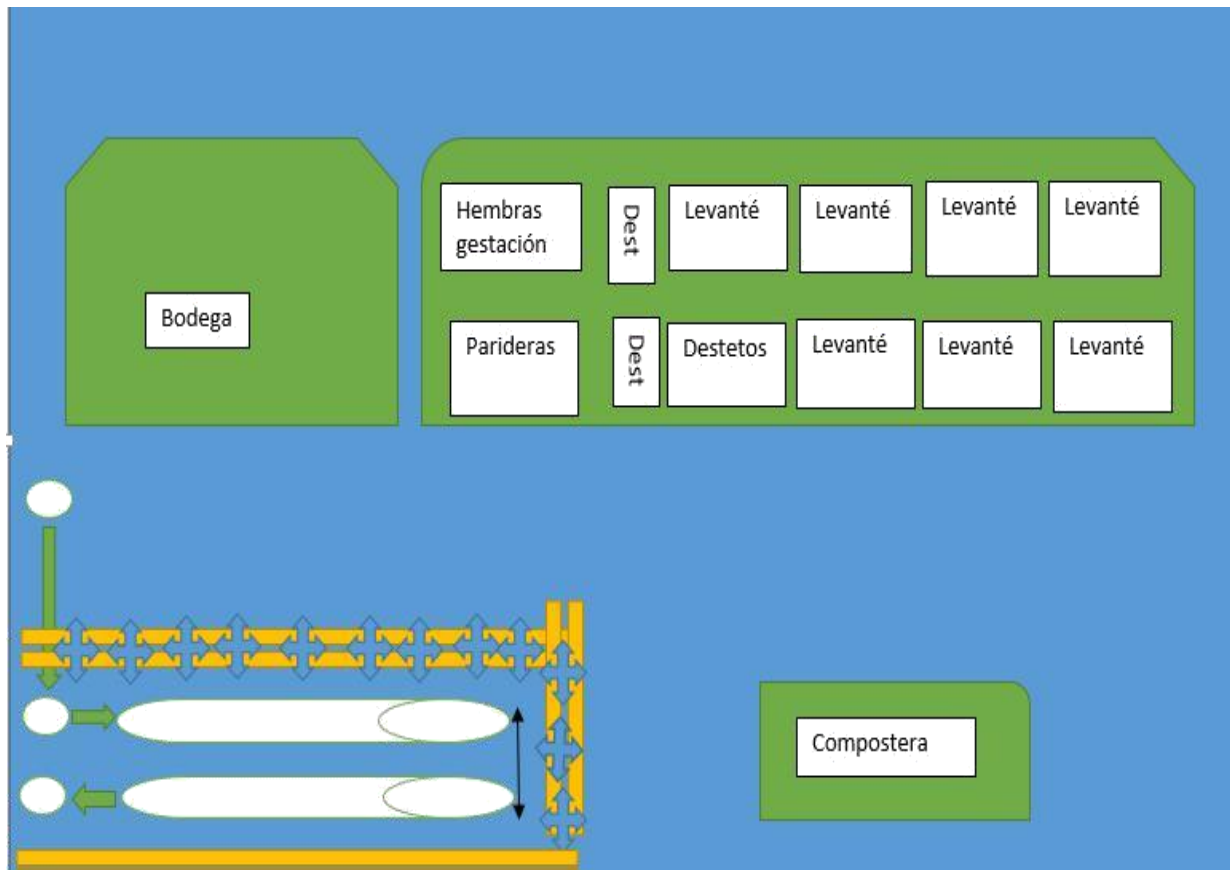 Hembras
gestación
Dest
Levanté
Levanté
Levanté
Levanté
Bodega
Parideras
Dest
Destetos
Levanté
Levanté
Levanté
Compostera